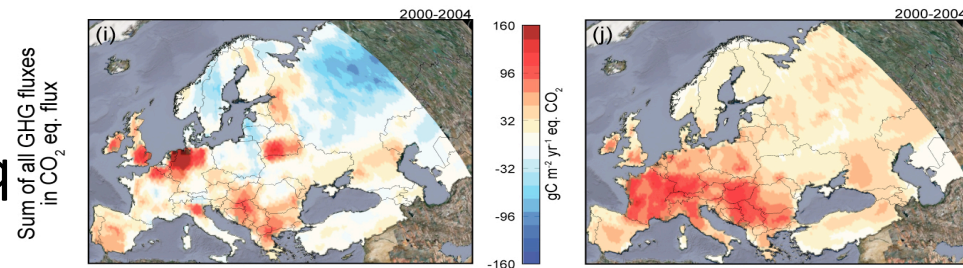 Sum of all GHG fluxes
in CO₂ eq. flux
2000-2004
(i)
160
96
32
-32
-96
-160
gC m⁻² yr⁻¹ eq. CO₂
2000-2004
(j)